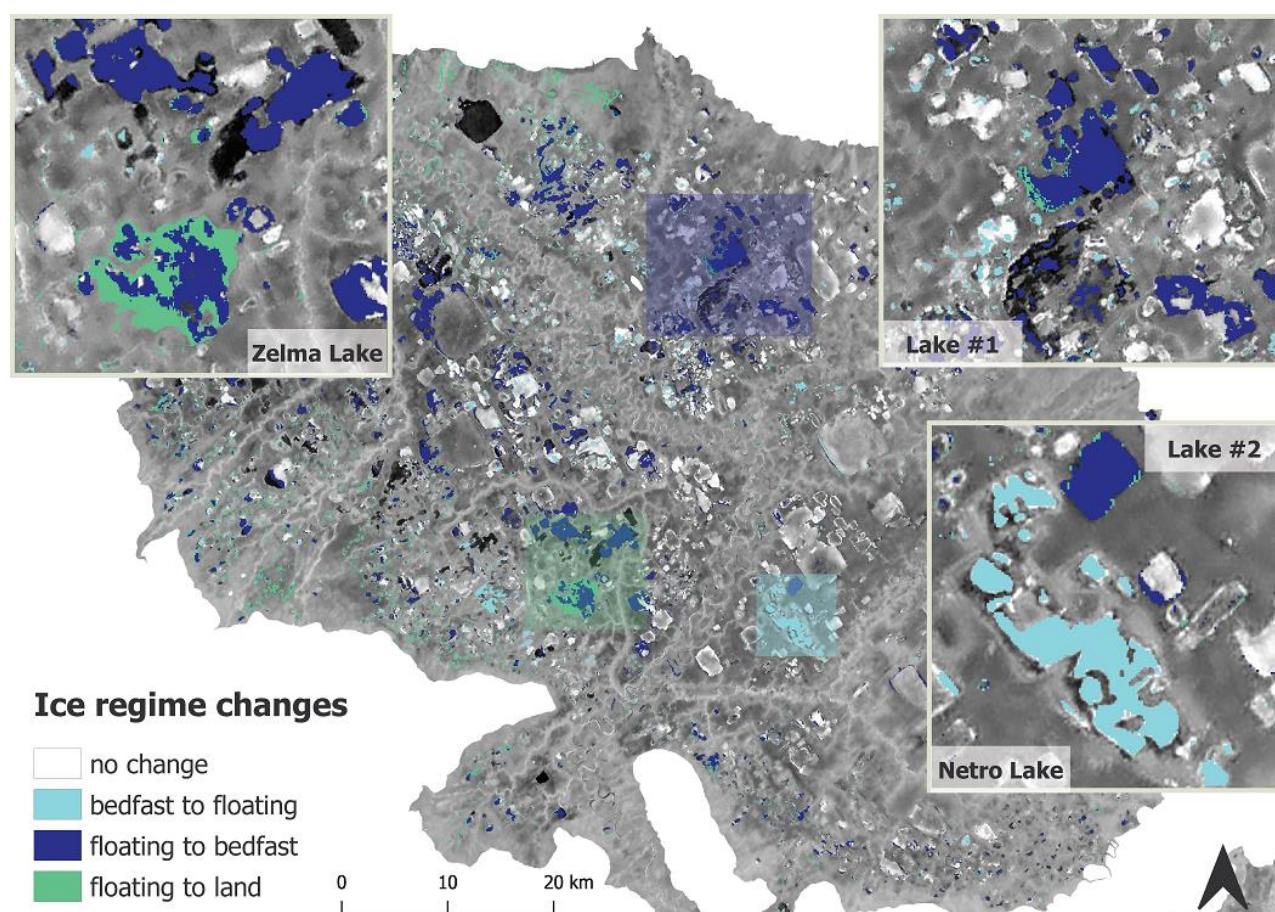 Zelma Lake
Lake #1
Lake #2
Netro Lake
Ice regime changes
no change
bedfast to floating
floating to bedfast
floating to land
0 10 20 km